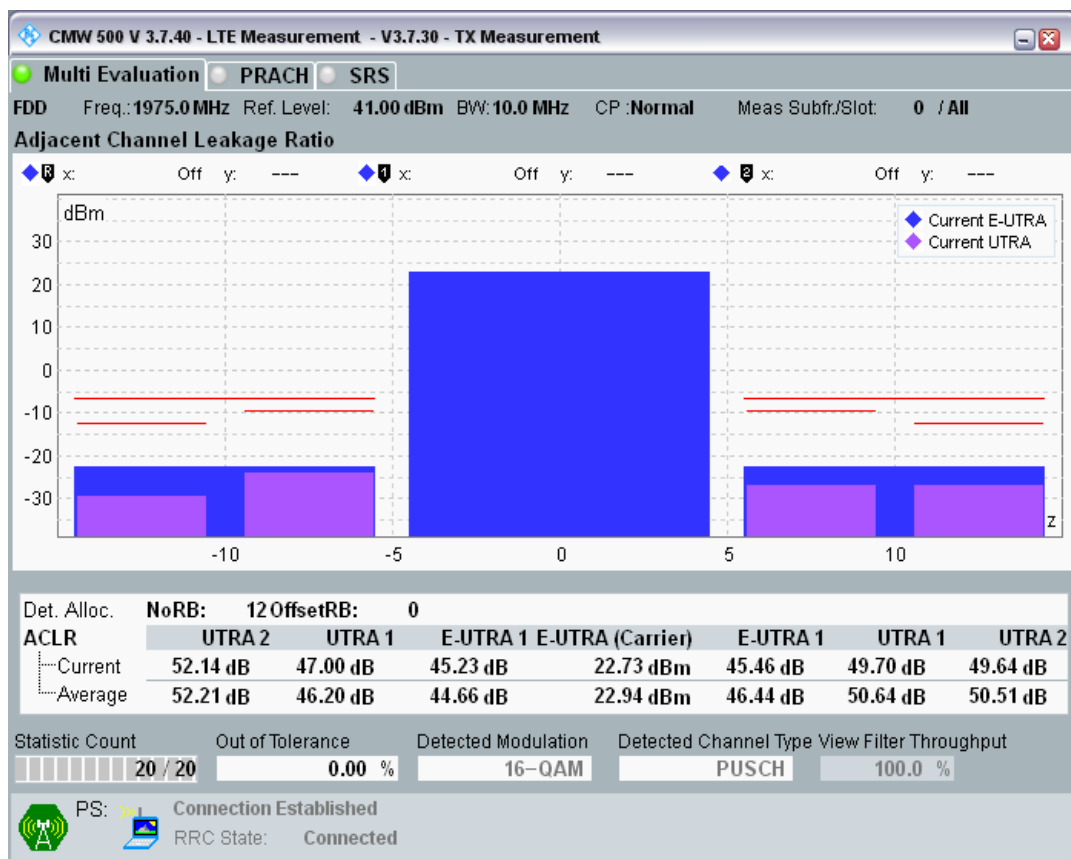 CMW 500 V 3.7.40 - LTE Measurement - V3.7.30 - TX Measurement
Multi Evaluation PRACH SRS
FDD Freq.: 1975.0 MHz Ref. Level: 41.00 dBm BW: 10.0 MHz CP :Normal Meas Subfr./Slot: 0 / All
Adjacent Channel Leakage Ratio
R x: Off y: --- 1 x: Off y: --- 2 x: Off y: ---
dBm
Current E-UTRA
Current UTRA
30
20
10
0
-10
-20
-30
z
-10 -5 0 5 10
Det. Alloc. NoRB: 12 OffsetRB: 0
ACLR UTRA 2 UTRA 1 E-UTRA 1 E-UTRA (Carrier) E-UTRA 1 UTRA 1 UTRA 2
Current 52.14 dB 47.00 dB 45.23 dB 22.73 dBm 45.46 dB 49.70 dB 49.64 dB
Average 52.21 dB 46.20 dB 44.66 dB 22.94 dBm 46.44 dB 50.64 dB 50.51 dB
Statistic Count Out of Tolerance Detected Modulation Detected Channel Type View Filter Throughput
20 / 20 0.00 % 16-QAM PUSCH 100.0 %
PS: Connection Established
RRC State: Connected